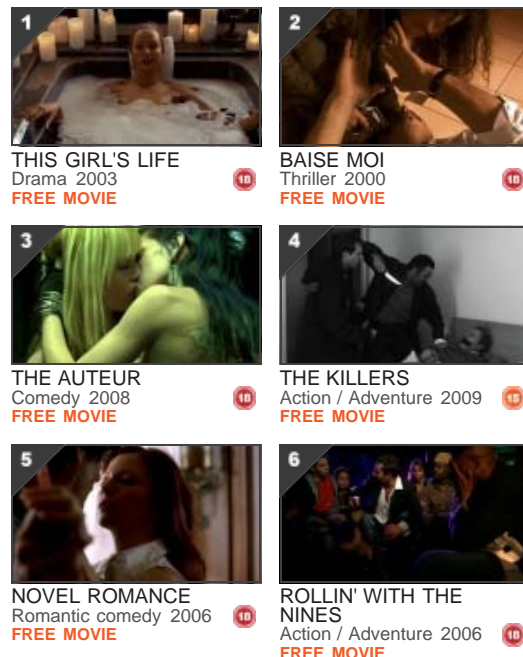 1
THIS GIRL'S LIFE
Drama 2003
18
FREE MOVIE
2
BAISE MOI
Thriller 2000
18
FREE MOVIE
3
THE AUTEUR
Comedy 2008
18
FREE MOVIE
4
THE KILLERS
Action / Adventure 2009
15
FREE MOVIE
5
NOVEL ROMANCE
Romantic comedy 2006
18
FREE MOVIE
6
ROLLIN' WITH THE
NINES
Action / Adventure 2006
18
FREE MOVIE